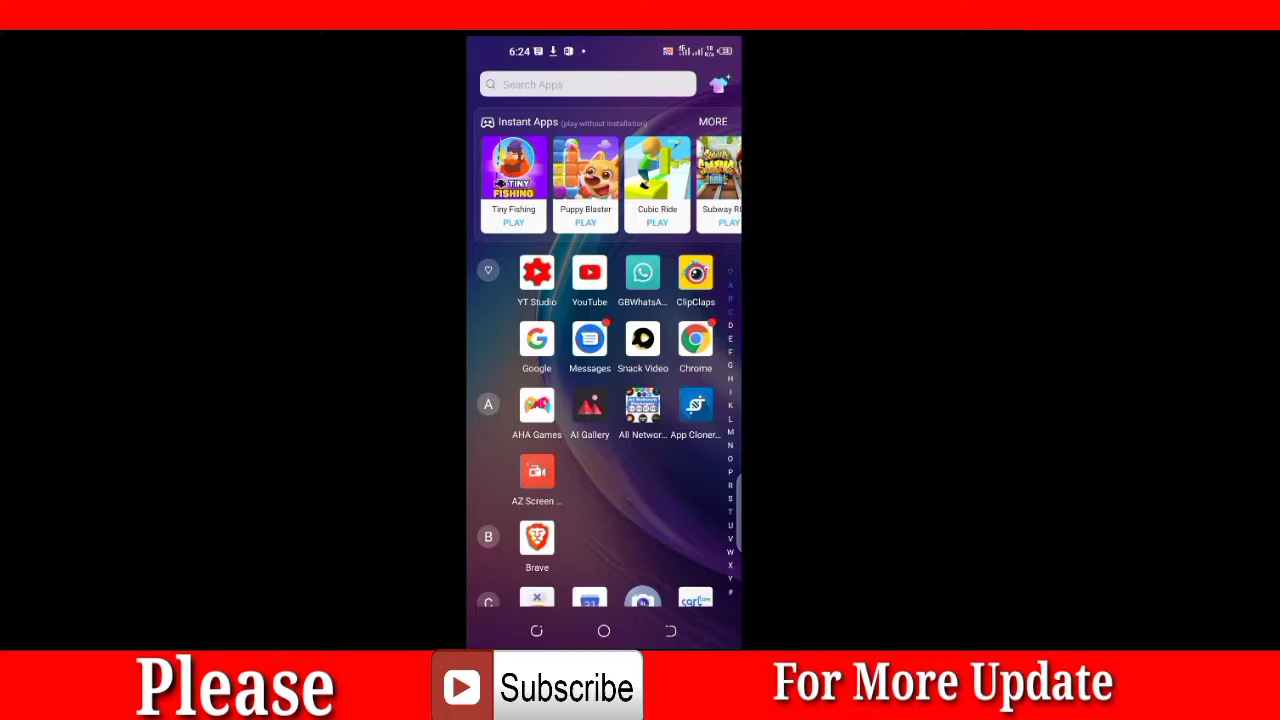 6:24
18
K/s
Search Apps
Instant Apps (play without installation)
MORE
TINY
FISHING
Tiny Fishing
Puppy Blaster
Cubic Ride
PLAY
PLAY
PLAY
PLAY
YT Studio
YouTube
GBWhatsA...
ClipClaps
Google
Messages
Snack Video
Chrome
A
AHA Games
AI Gallery
All Networ...
App Cloner...
AZ Screen ...
B
Brave
C
31
A
B
C
D
E
F
G
H
I
K
L
M
N
O
P
R
S
T
U
V
W
X
Y
#
Please
Subscribe
For More Update